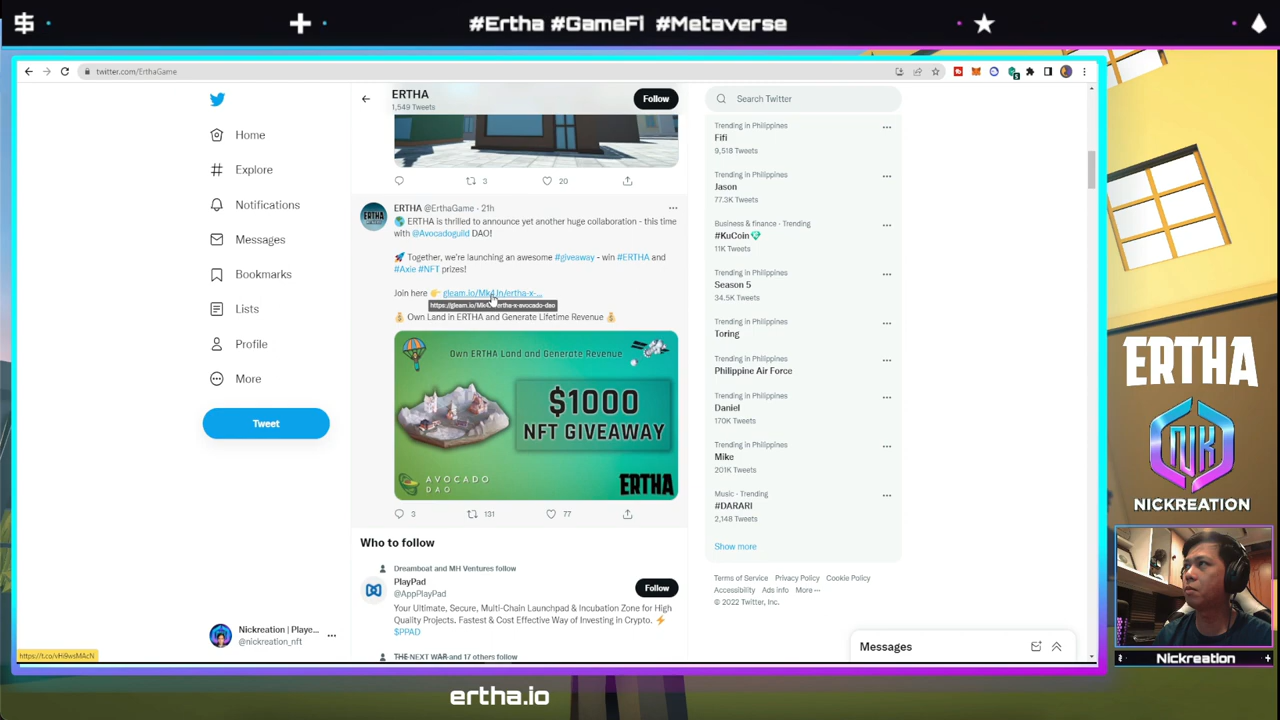 #Ertha #GameFi #Metaverse
twitter.com/ErthaGame
ERTHA
1,549 Tweets
Follow
Search Twitter
Home
Explore
Notifications
Messages
Bookmarks
Lists
Profile
More
Tweet
3
20
ERTHA @ErthaGame · 21h
🌎 ERTHA is thrilled to announce yet another huge collaboration - this time
with @Avocadoguild DAO!
🚀 Together, we're launching an awesome #giveaway - win #ERTHA and
#Axie #NFT prizes!
Join here 👉 gleam.io/Mk4Jn/ertha-x-...
💰 Own Land in ERTHA and Generate Lifetime Revenue 💰
Own ERTHA Land and Generate Revenue
$1000
NFT GIVEAWAY
AVOCADO
DAO
ERTHA
3
131
77
Who to follow
Dreamboat and MH Ventures follow
PlayPad
@AppPlayPad
Follow
Your Ultimate, Secure, Multi-Chain Launchpad & Incubation Zone for High
Quality Projects. Fastest & Cost Effective Way of Investing in Crypto. ⚡
$PPAD
THE NEXT WAR and 17 others follow
Trending in Philippines
Fifi
9,518 Tweets
Trending in Philippines
Jason
77.3K Tweets
Business & finance · Trending
#KuCoin
11K Tweets
Trending in Philippines
Season 5
34.5K Tweets
Trending in Philippines
Toring
Trending in Philippines
Philippine Air Force
Trending in Philippines
Daniel
170K Tweets
Trending in Philippines
Mike
201K Tweets
Music · Trending
#DARARI
2,148 Tweets
Show more
Terms of Service Privacy Policy Cookie Policy
Accessibility Ads info More ···
© 2022 Twitter, Inc.
Messages
Nickreation | Playe...
@nickreation_nft
ERTHA
NIK
NICKREATION
Nickreation
ertha.io